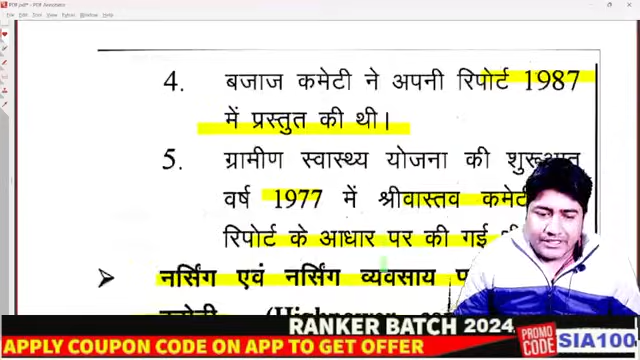 4. बजाज कमेटी ने अपनी रिपोर्ट 1987
में प्रस्तुत की थी।
5. ग्रामीण स्वास्थ्य योजना की शुरूआत
वर्ष 1977 में श्रीवास्तव कमेटी
रिपोर्ट के आधार पर की गई
➢ नर्सिंग एवं नर्सिंग व्यवसाय
RANKER BATCH 2024
APPLY COUPON CODE ON APP TO GET OFFER
PROMO CODE
SIA100